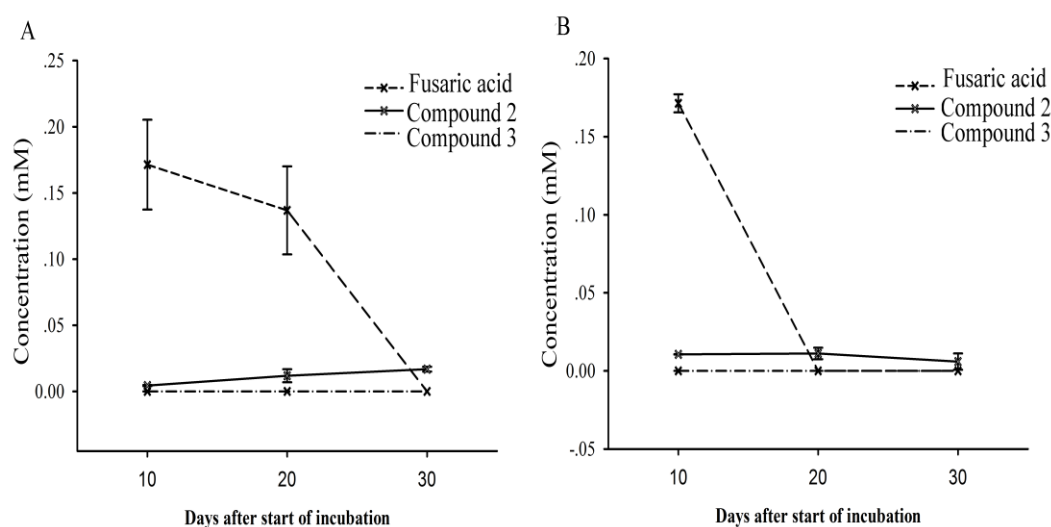 A
Concentration (mM)
.25
.20
.15
.10
.05
0.00
10
20
30
Days after start of incubation
Fusaric acid
Compound 2
Compound 3
B
Concentration (mM)
.20
.15
.10
.05
.00
-.05
10
20
30
Days after start of incubation
Fusaric acid
Compound 2
Compound 3